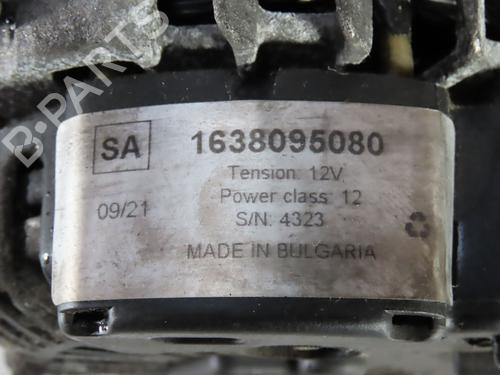 B-PARTS
SA
1638095080
Tension: 12V
Power class: 12
09/21
S/N: 4323
MADE IN BULGARIA